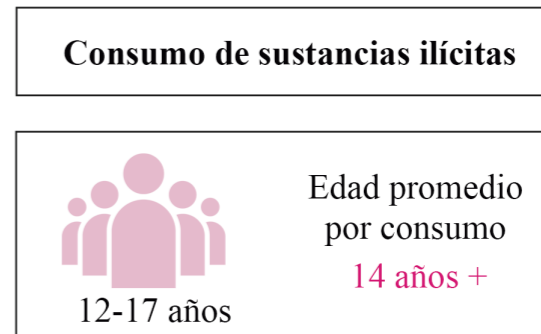 Consumo de sustancias ilícitas
12-17 años
Edad promedio
por consumo
14 años +